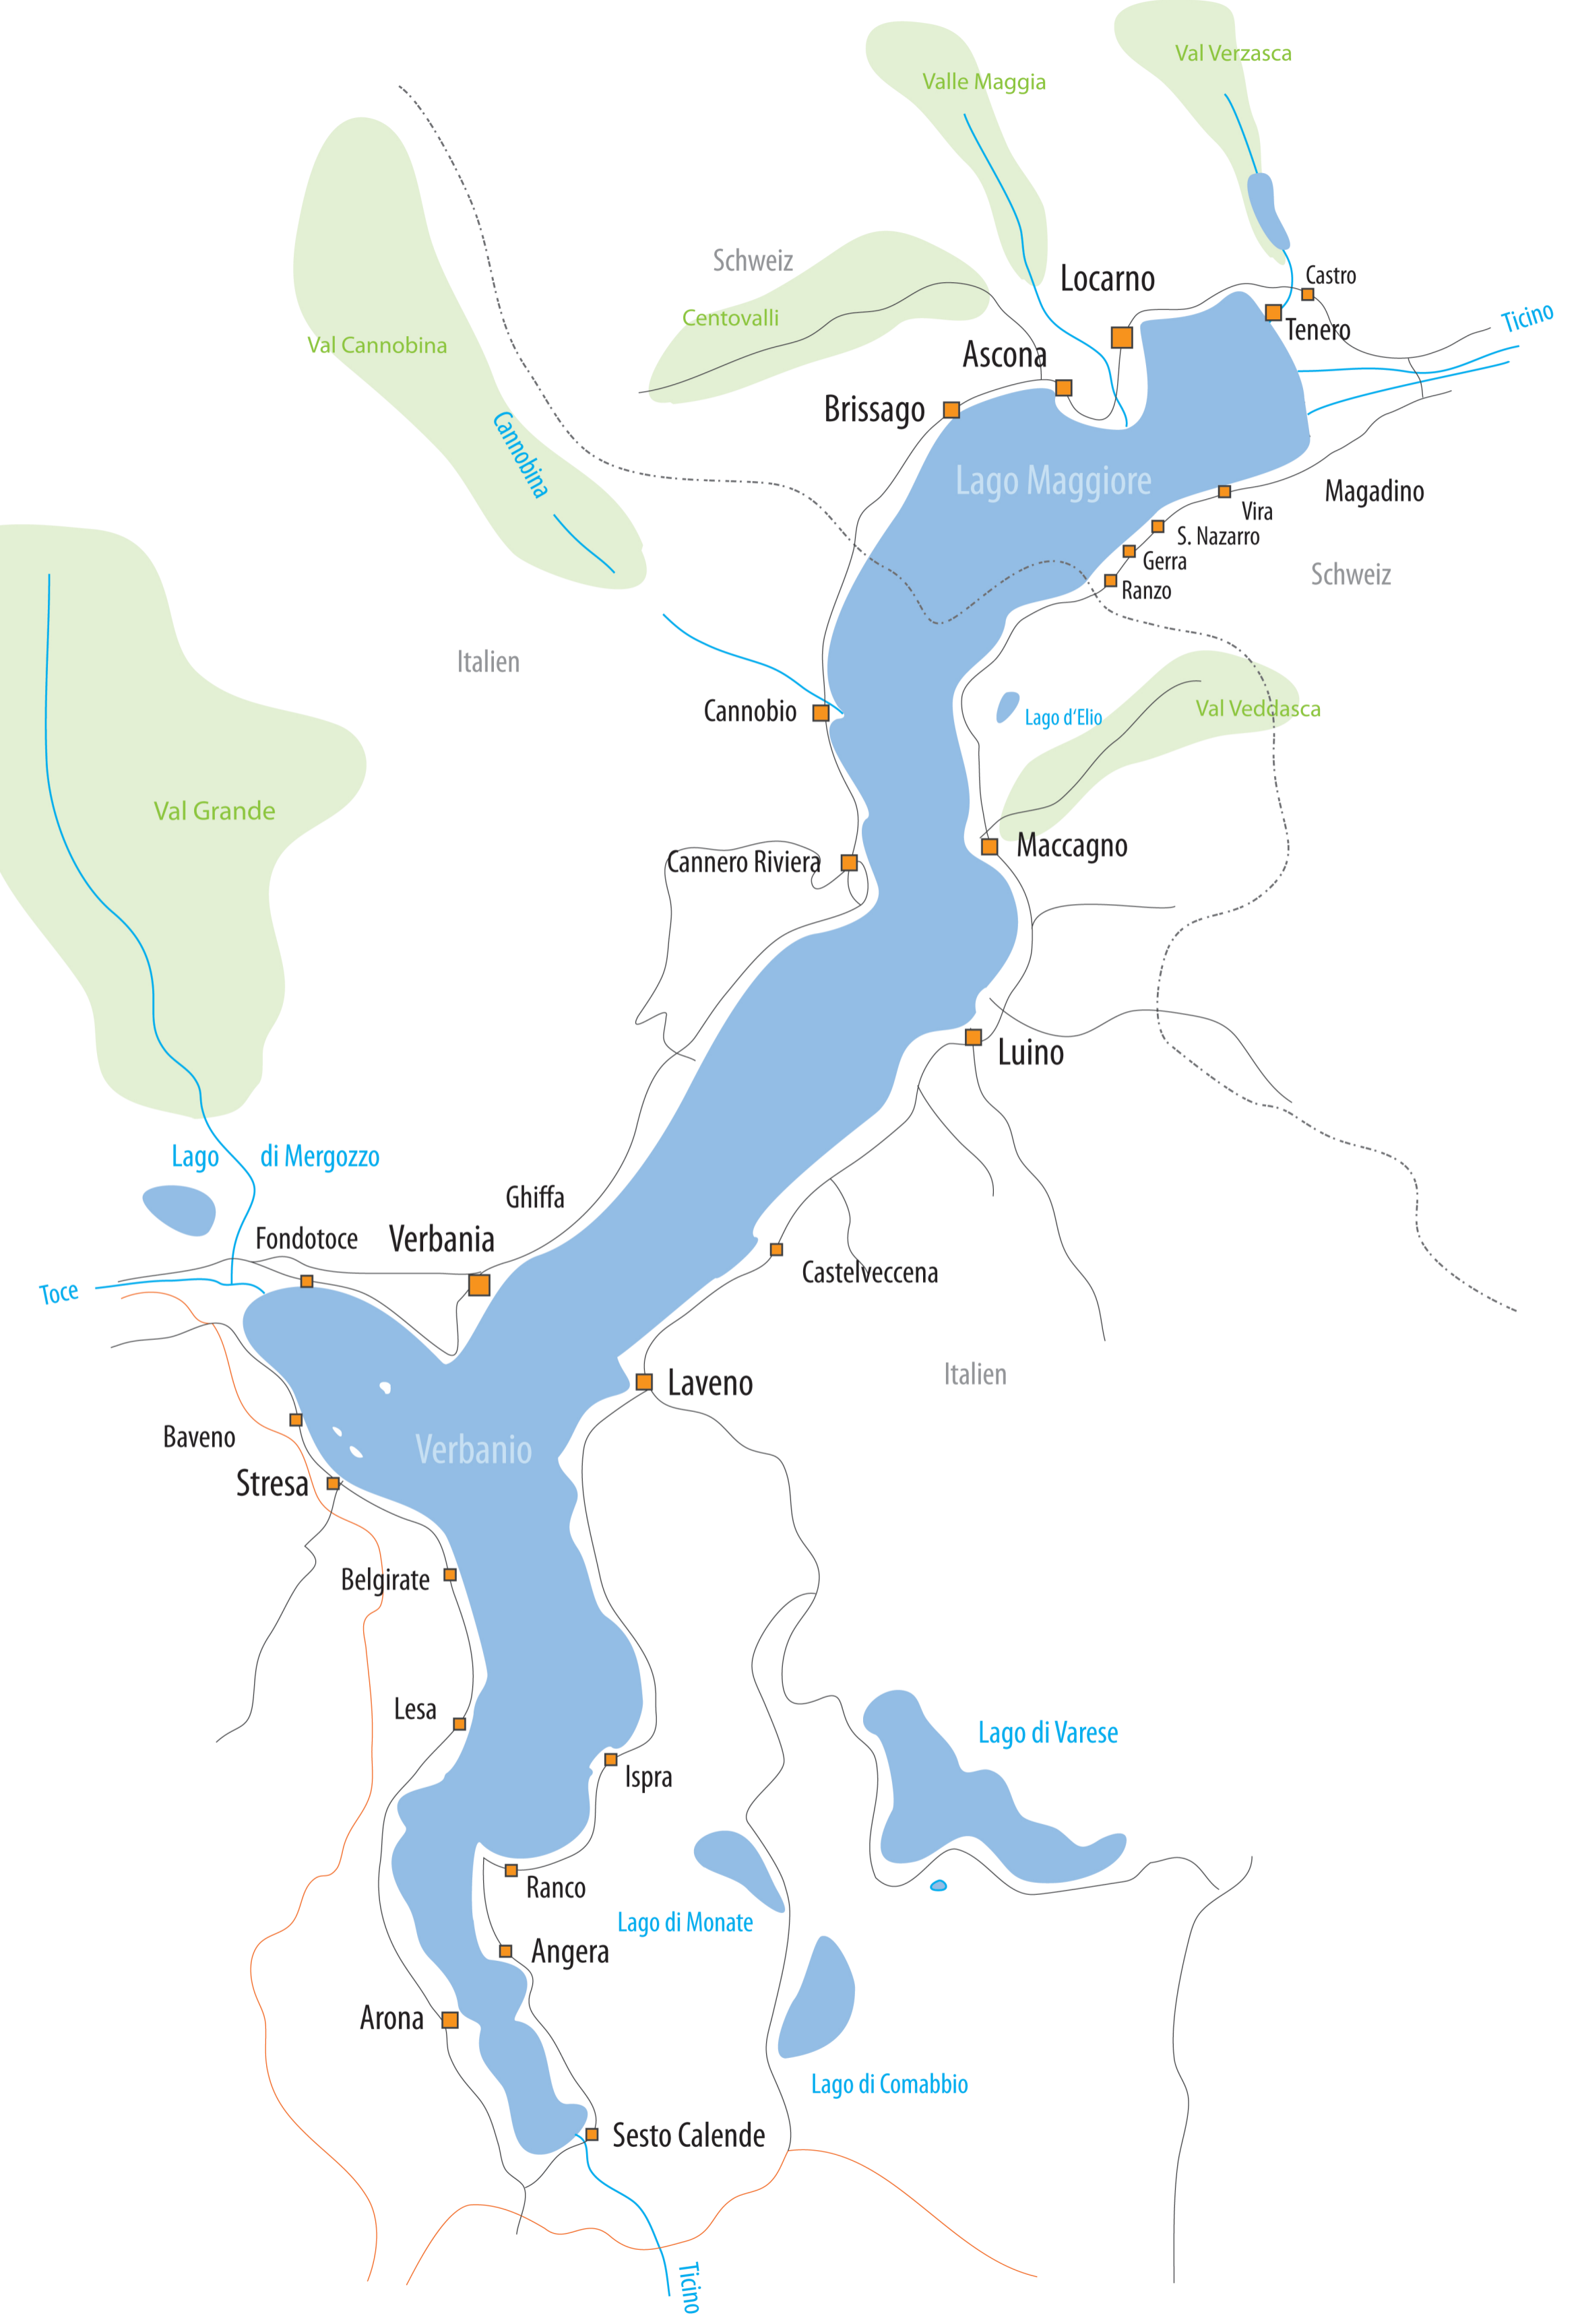 Val Verzasca
Valle Maggia
Schweiz
Locarno
Castro
Ticino
Centovalli
Tenero
Val Cannobina
Ascona
Brissago
Cannobina
Lago Maggiore
Magadino
Vira
S. Nazarro
Gerra
Schweiz
Ranzo
Italien
Cannobio
Lago d'Elio
Val Veddasca
Val Grande
Maccagno
Cannero Riviera
Luino
Lago di Mergozzo
Ghiffa
Fondotoce
Verbania
Castelveccena
Toce
Italien
Laveno
Baveno
Verbanio
Stresa
Belgirate
Lesa
Lago di Varese
Ispra
Ranco
Lago di Monate
Angera
Arona
Lago di Comabbio
Sesto Calende
Ticino